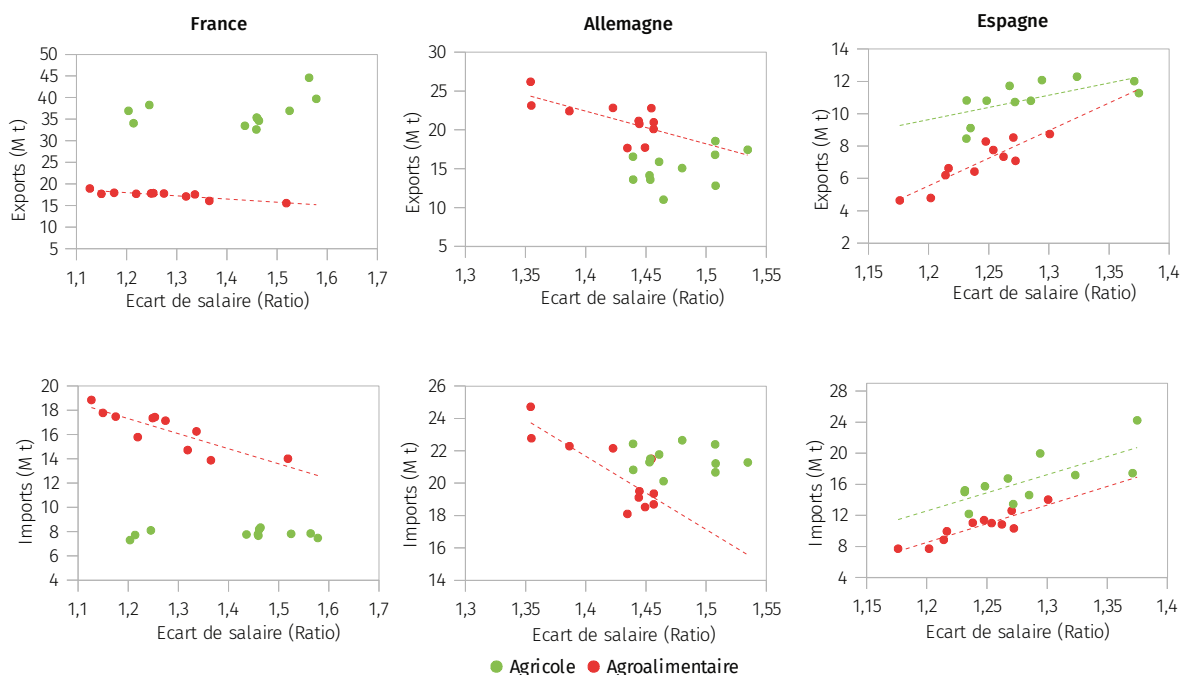 France
Exports (M t)
50
45
40
35
30
25
20
15
10
5
1,1 1,2 1,3 1,4 1,5 1,6 1,7
Ecart de salaire (Ratio)
Allemagne
Exports (M t)
30
25
20
15
10
5
1,3 1,35 1,4 1,45 1,5 1,55
Ecart de salaire (Ratio)
Espagne
Exports (M t)
14
12
10
8
6
4
2
1,15 1,2 1,25 1,3 1,35 1,4
Ecart de salaire (Ratio)
Imports (M t)
20
18
16
14
12
10
8
6
4
1,1 1,2 1,3 1,4 1,5 1,6 1,7
Ecart de salaire (Ratio)
Imports (M t)
26
24
22
20
18
16
14
1,3 1,35 1,4 1,45 1,5 1,55
Ecart de salaire (Ratio)
Imports (M t)
28
24
20
16
12
8
4
1,15 1,2 1,25 1,3 1,35 1,4
Ecart de salaire (Ratio)
Agricole Agroalimentaire